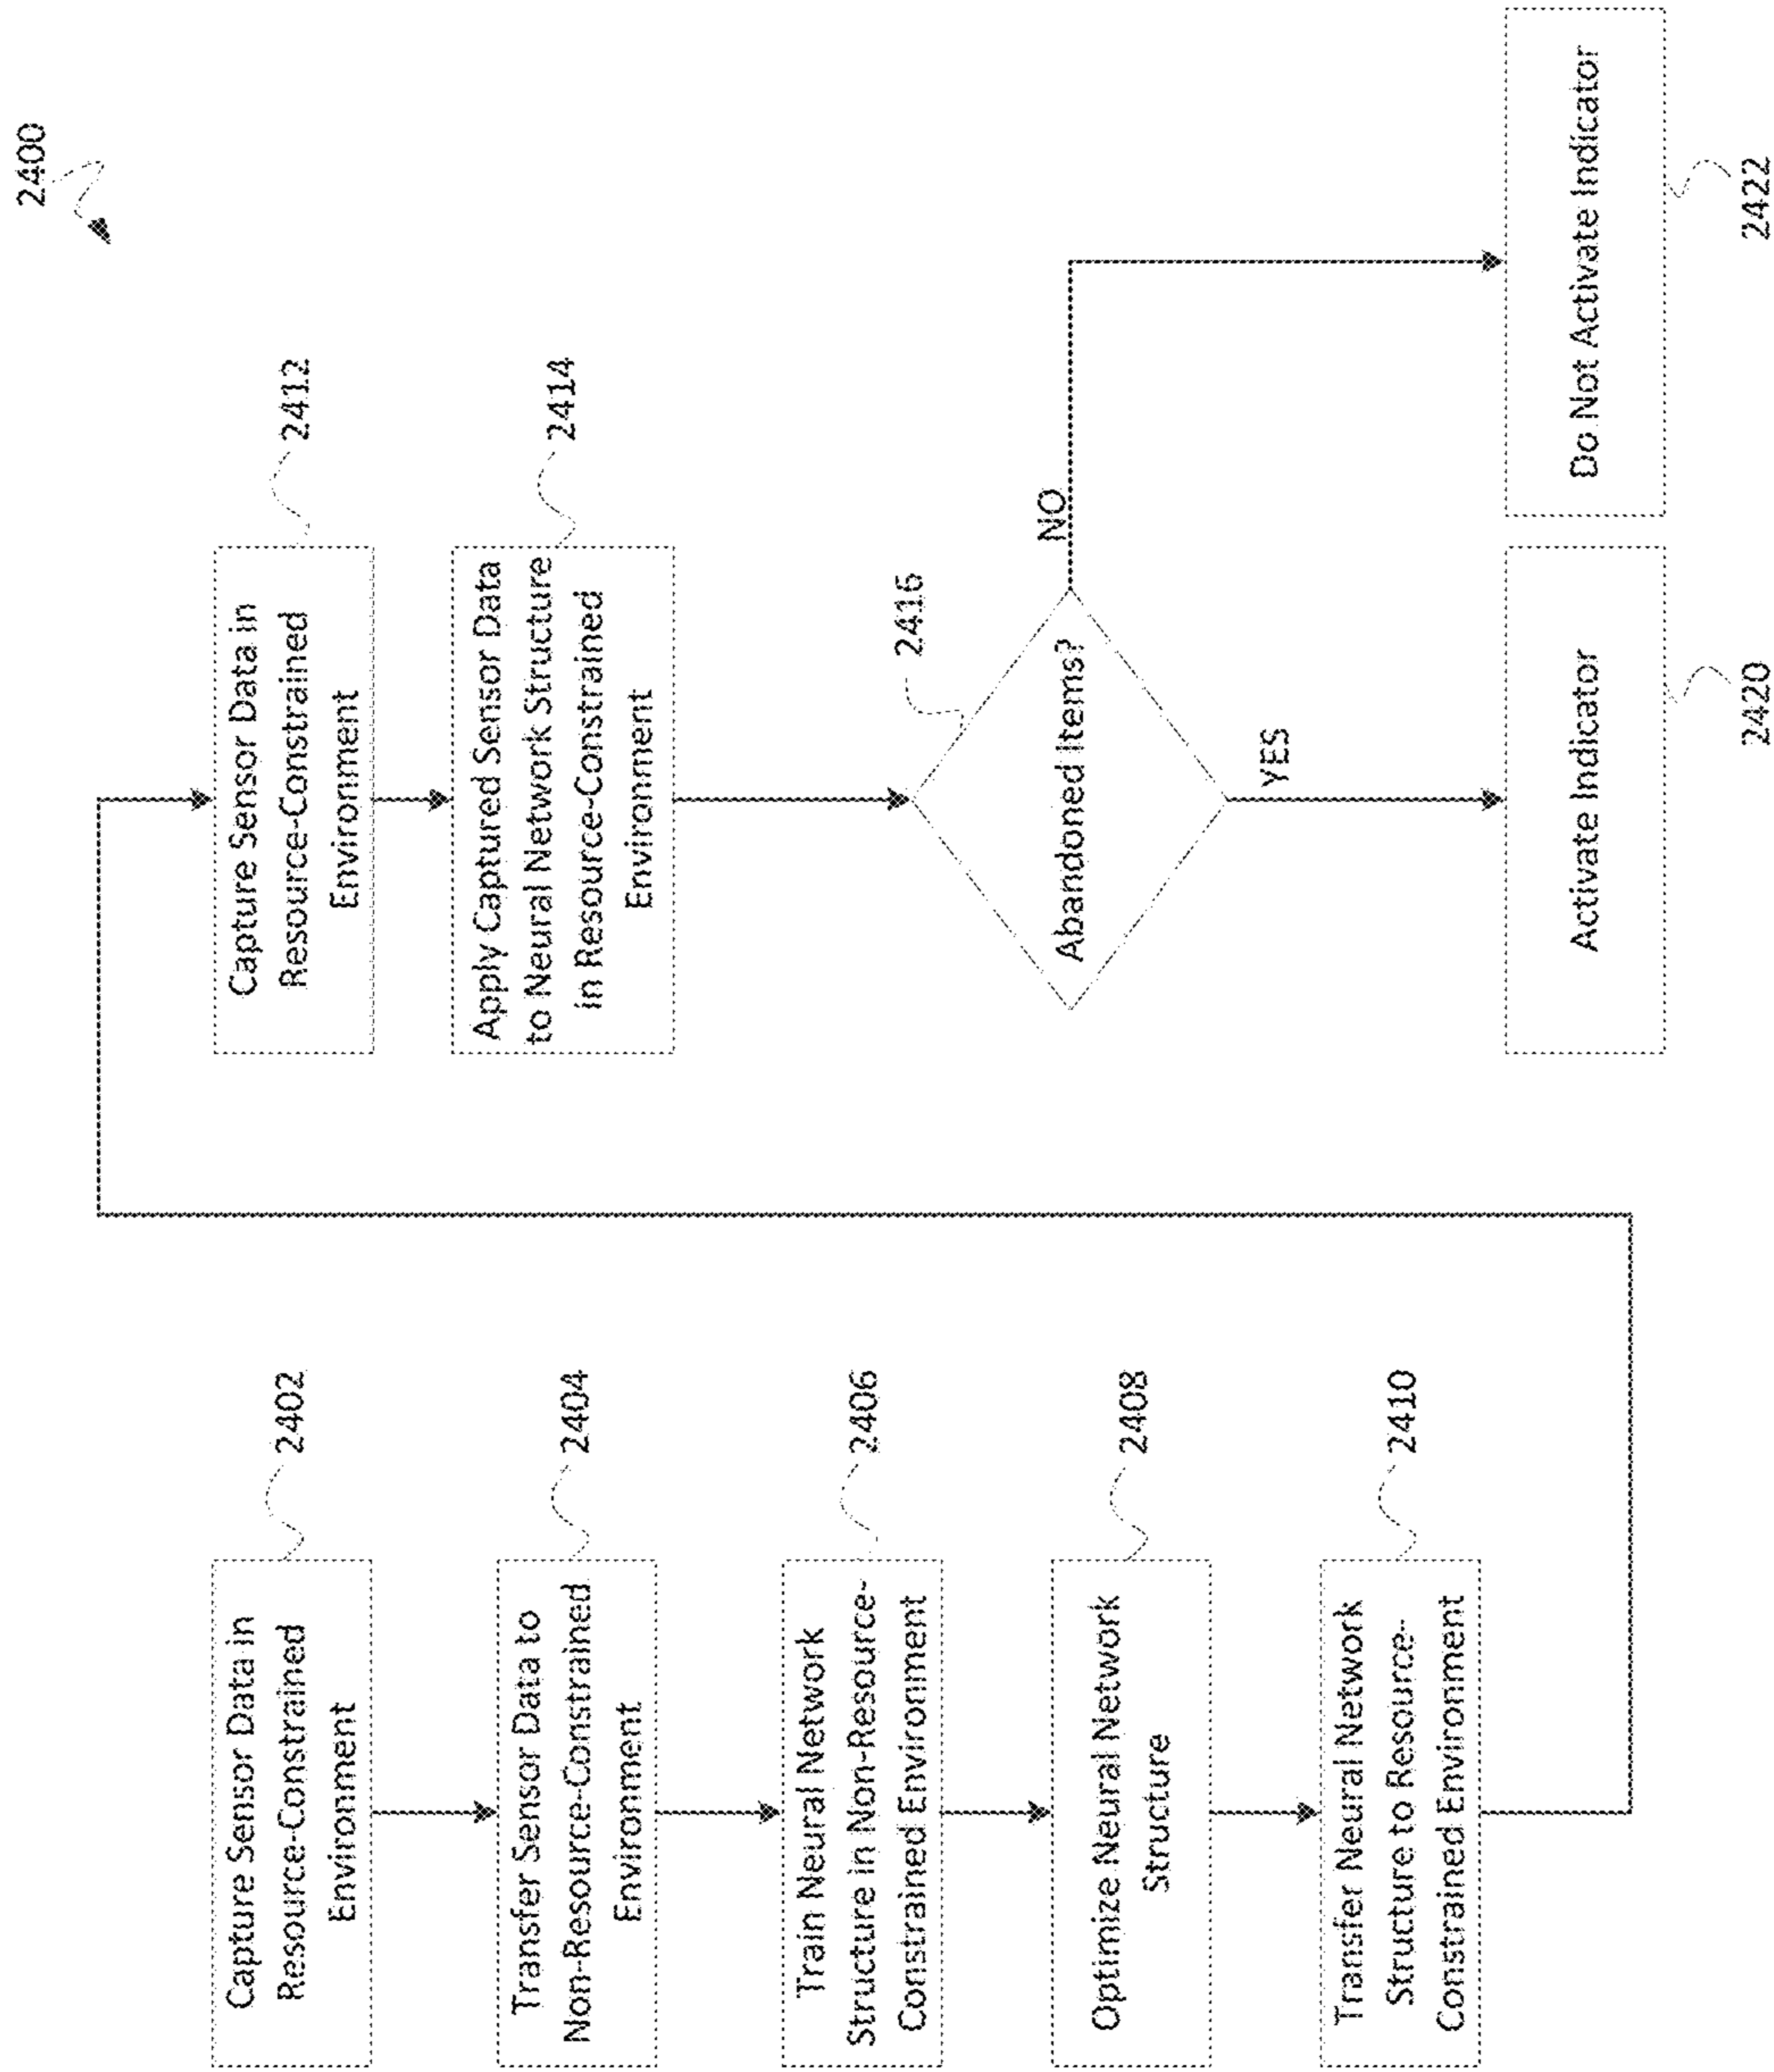 2400
Capture Sensor Data in
Resource-Constrained
Environment
2402
Transfer Sensor Data to
Non-Resource-Constrained
Environment
2404
Train Neural Network
Structure in Non-Resource-
Constrained Environment
2406
Optimize Neural Network
Structure
2408
Transfer Neural Network
Structure to Resource-
Constrained Environment
2410
Capture Sensor Data in
Resource-Constrained
Environment
2412
Apply Captured Sensor Data
to Neural Network Structure
in Resource-Constrained
Environment
2414
Abandoned Items?
2416
NO
YES
Activate Indicator
2420
Do Not Activate Indicator
2422